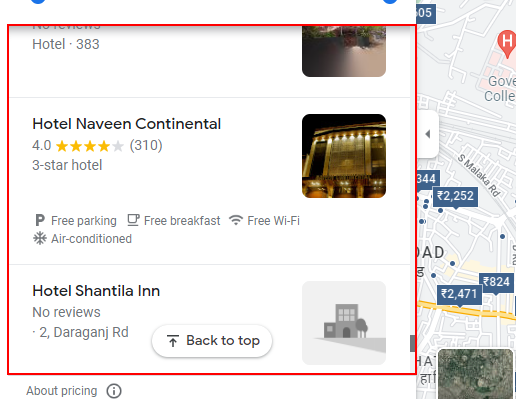 No reviews
Hotel · 383
Hotel Naveen Continental
4.0 (310)
3-star hotel
Free parking Free breakfast Free Wi-Fi
Air-conditioned
Hotel Shantila Inn
No reviews
· 2, Daraganj Rd
Back to top
About pricing
605
H
Gove
Colle
S Malaka Rd
344
₹2,252
OAD
₹824
₹2,471